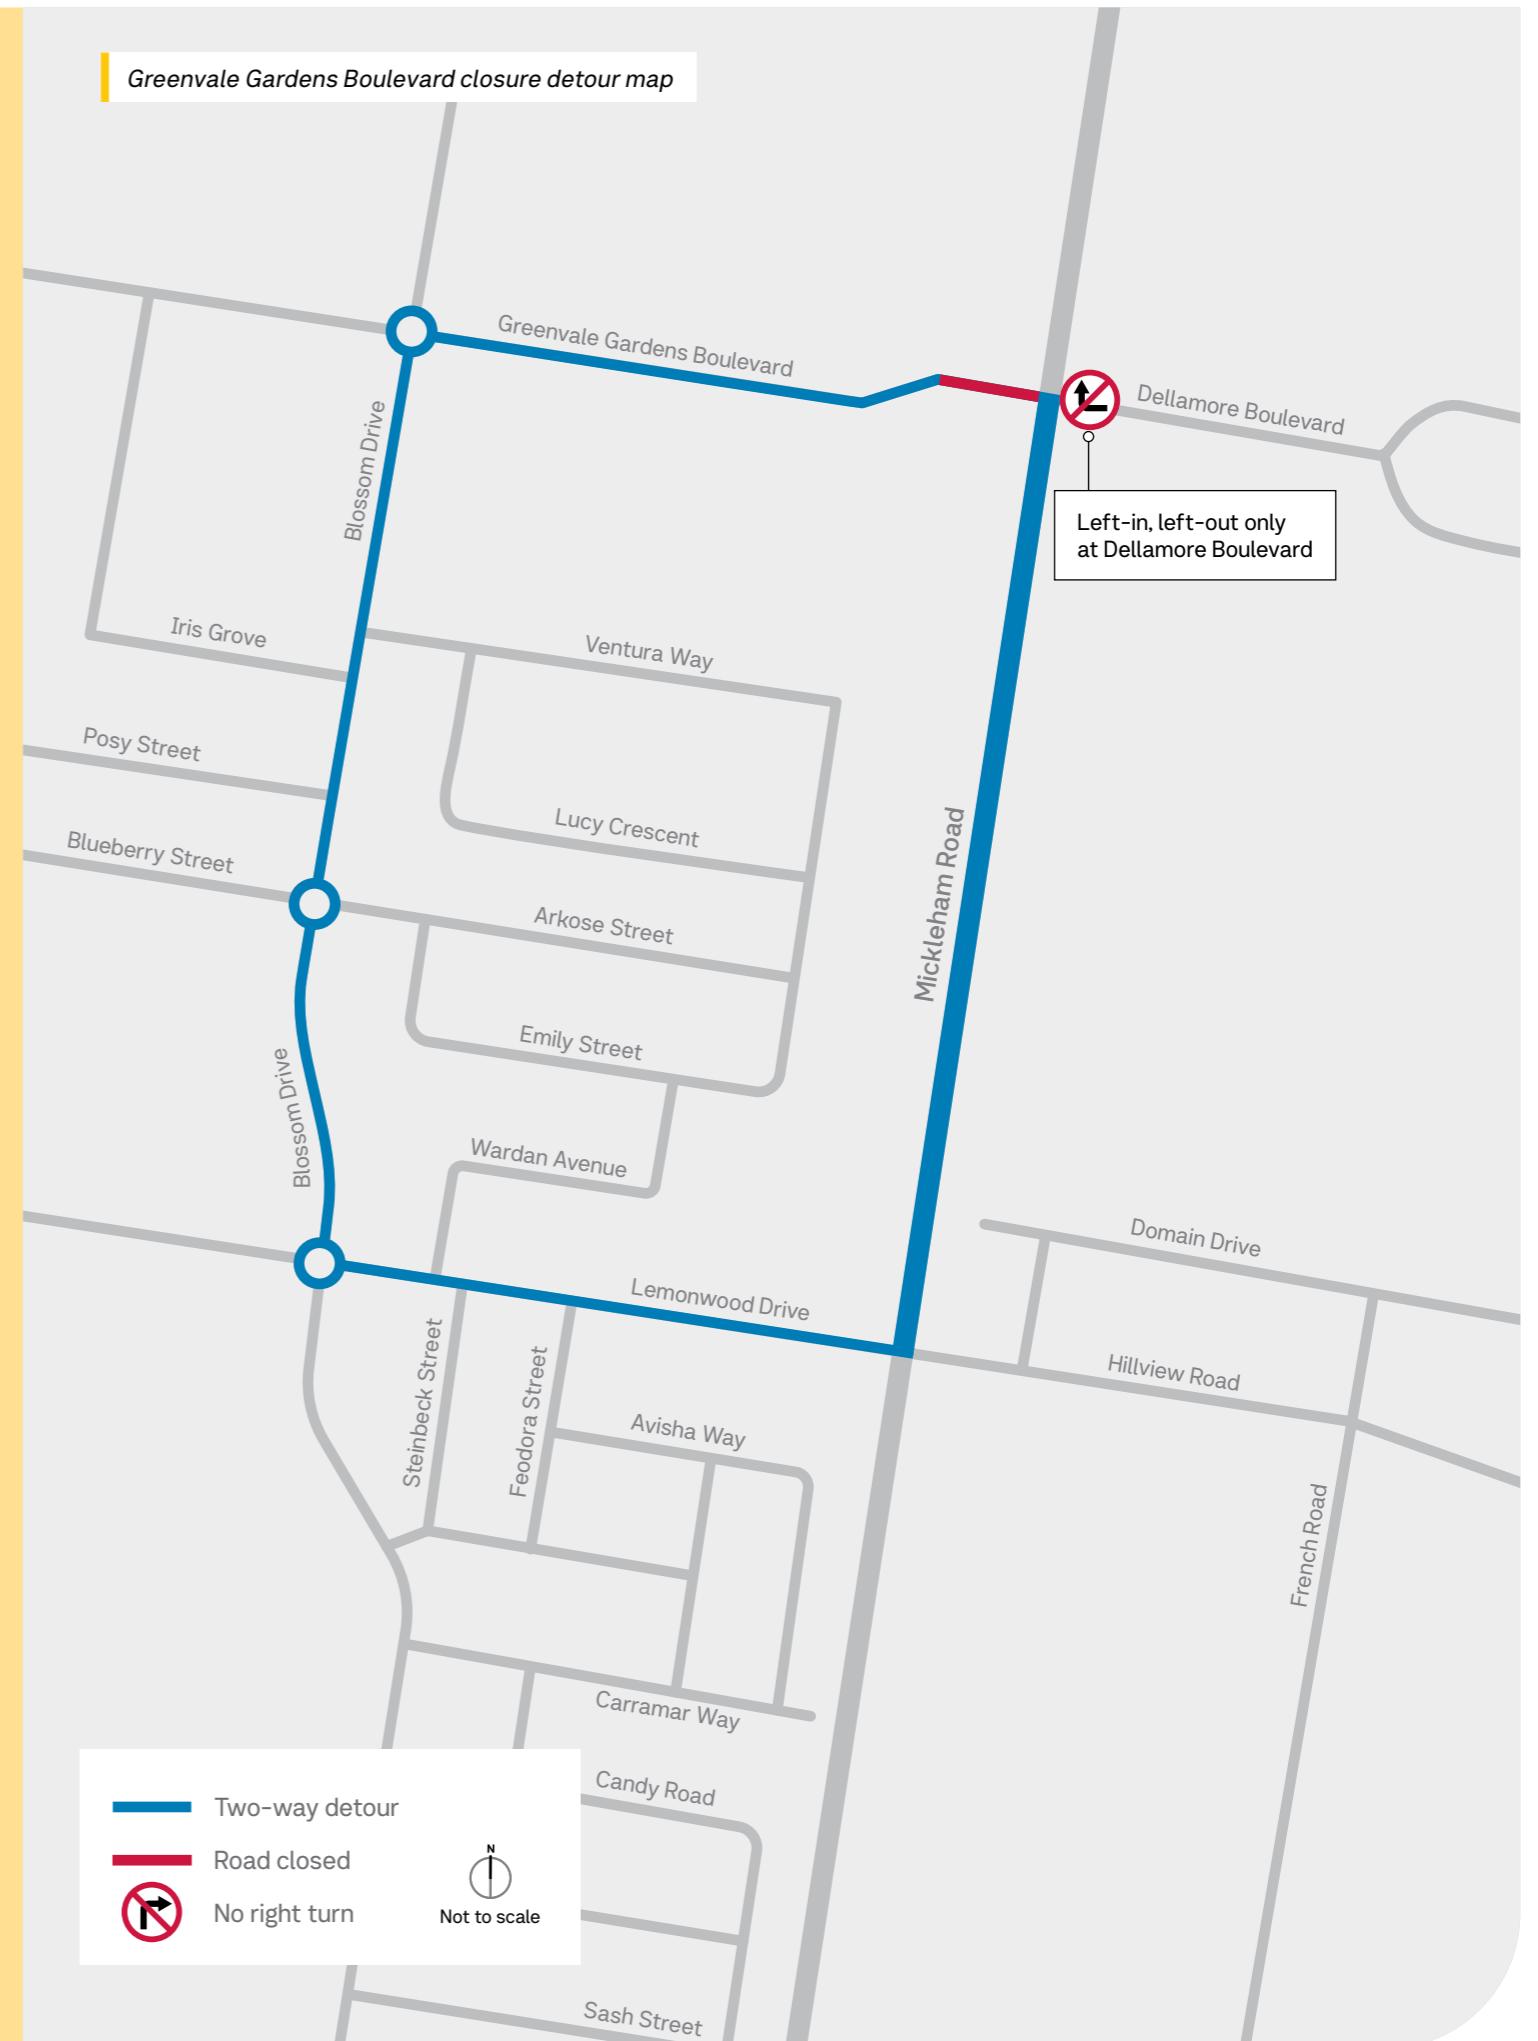 Greenvale Gardens Boulevard closure detour map
Greenvale Gardens Boulevard
Dellamore Boulevard
Blossom Drive
Left-in, left-out only
at Dellamore Boulevard
Iris Grove
Ventura Way
Posy Street
Lucy Crescent
Blueberry Street
Mickleham Road
Arkose Street
Emily Street
Blossom Drive
Wardan Avenue
Domain Drive
Lemonwood Drive
Steinbeck Street
Feodora Street
Hillview Road
Avisha Way
French Road
Carramar Way
Candy Road
Two-way detour
Road closed
No right turn
N
Not to scale
Sash Street